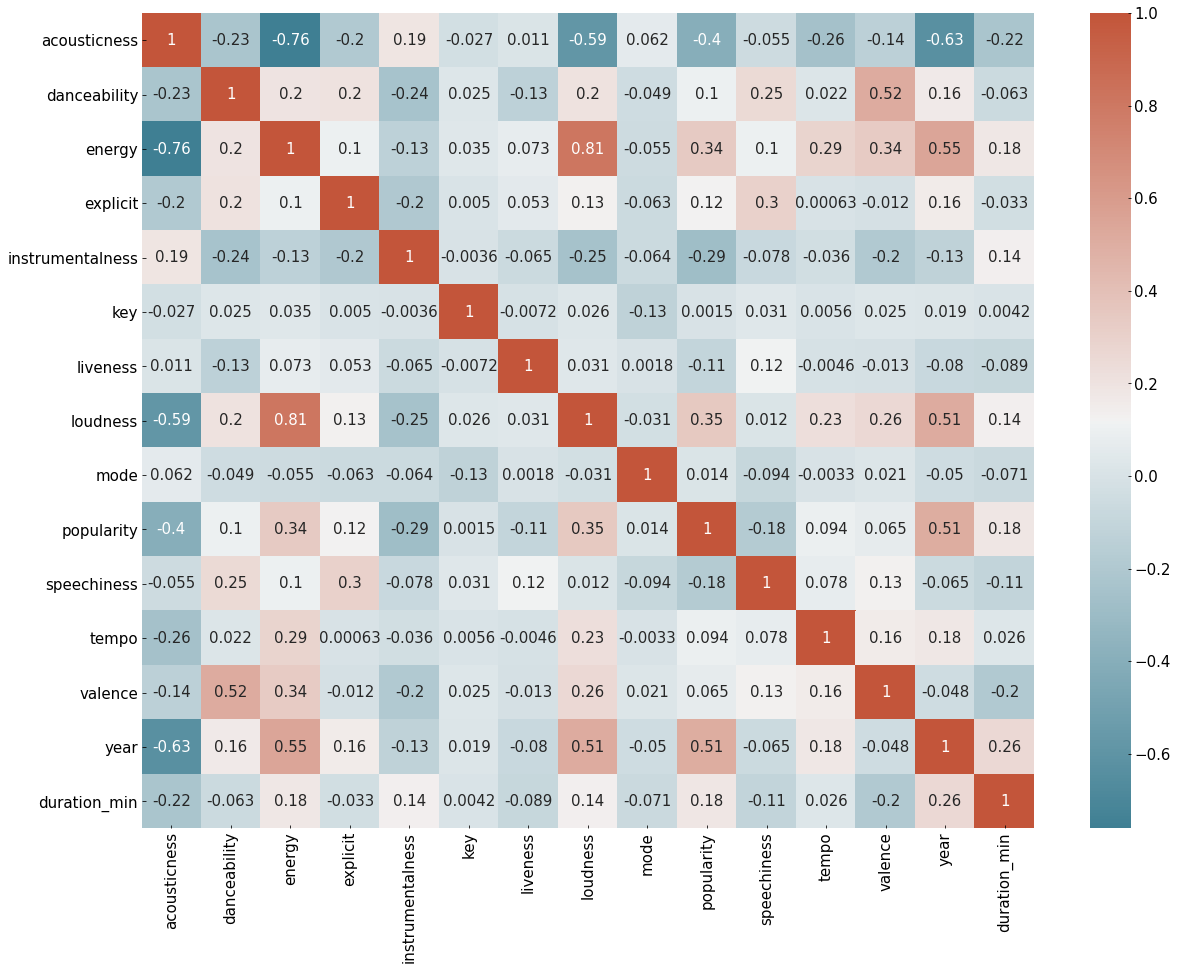 acousticness 1 -0.23 -0.76 -0.2 0.19 -0.027 0.011 -0.59 0.062 -0.4 -0.055 -0.26 -0.14 -0.63 -0.22
danceability -0.23 1 0.2 0.2 -0.24 0.025 -0.13 0.2 -0.049 0.1 0.25 0.022 0.52 0.16 -0.063
energy -0.76 0.2 1 0.1 -0.13 0.035 0.073 0.81 -0.055 0.34 0.1 0.29 0.34 0.55 0.18
explicit -0.2 0.2 0.1 1 -0.2 0.005 0.053 0.13 -0.063 0.12 0.3 0.00063 -0.012 0.16 -0.033
instrumentalness 0.19 -0.24 -0.13 -0.2 1 -0.0036 -0.065 -0.25 -0.064 -0.29 -0.078 -0.036 -0.2 -0.13 0.14
key -0.027 0.025 0.035 0.005 -0.0036 1 -0.0072 0.026 -0.13 0.0015 0.031 0.0056 0.025 0.019 0.0042
liveness 0.011 -0.13 0.073 0.053 -0.065 -0.0072 1 0.031 0.0018 -0.11 0.12 -0.0046 -0.013 -0.08 -0.089
loudness -0.59 0.2 0.81 0.13 -0.25 0.026 0.031 1 -0.031 0.35 0.012 0.23 0.26 0.51 0.14
mode 0.062 -0.049 -0.055 -0.063 -0.064 -0.13 0.0018 -0.031 1 0.014 -0.094 -0.0033 0.021 -0.05 -0.071
popularity -0.4 0.1 0.34 0.12 -0.29 0.0015 -0.11 0.35 0.014 1 -0.18 0.094 0.065 0.51 0.18
speechiness -0.055 0.25 0.1 0.3 -0.078 0.031 0.12 0.012 -0.094 -0.18 1 0.078 0.13 -0.065 -0.11
tempo -0.26 0.022 0.29 0.00063 -0.036 0.0056 -0.0046 0.23 -0.0033 0.094 0.078 1 0.16 0.18 0.026
valence -0.14 0.52 0.34 -0.012 -0.2 0.025 -0.013 0.26 0.021 0.065 0.13 0.16 1 -0.048 -0.2
year -0.63 0.16 0.55 0.16 -0.13 0.019 -0.08 0.51 -0.05 0.51 -0.065 0.18 -0.048 1 0.26
duration_min -0.22 -0.063 0.18 -0.033 0.14 0.0042 -0.089 0.14 -0.071 0.18 -0.11 0.026 -0.2 0.26 1
acousticness
danceability
energy
explicit
instrumentalness
key
liveness
loudness
mode
popularity
speechiness
tempo
valence
year
duration_min
1.0
0.8
0.6
0.4
0.2
0.0
−0.2
−0.4
−0.6